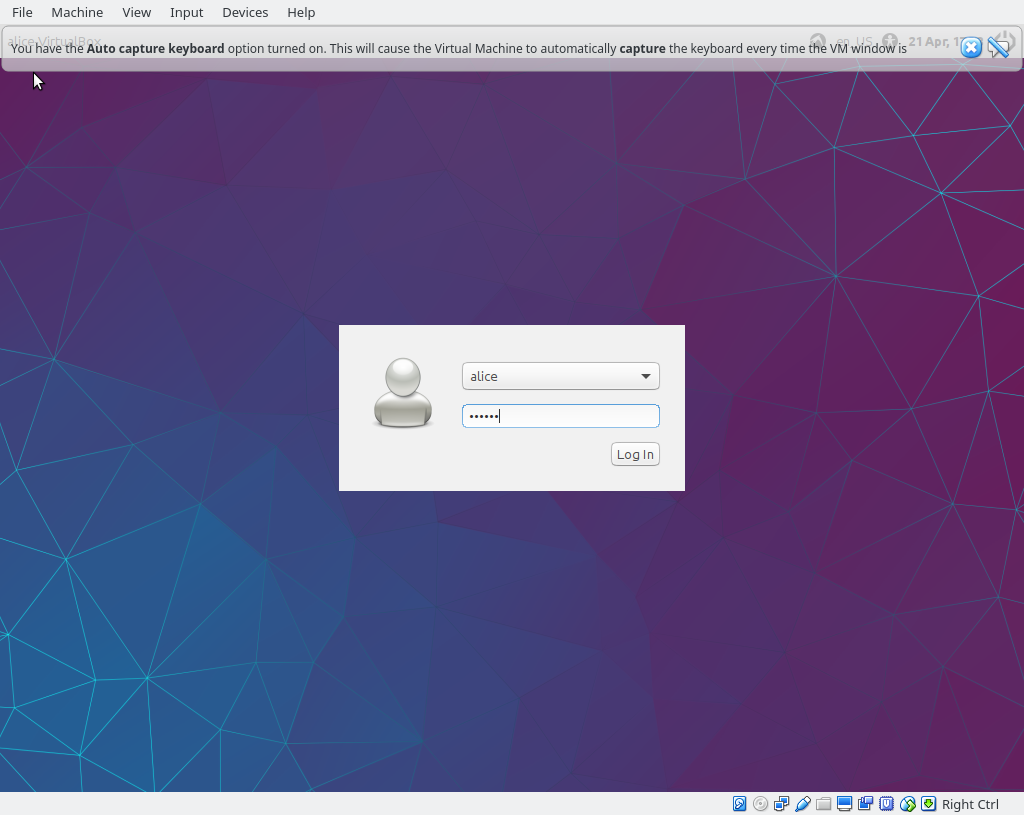 File Machine View Input Devices Help
alice-VirtualBox en_US 21 Apr,
You have the Auto capture keyboard option turned on. This will cause the Virtual Machine to automatically capture the keyboard every time the VM window is
alice
••••••
Log In
Right Ctrl